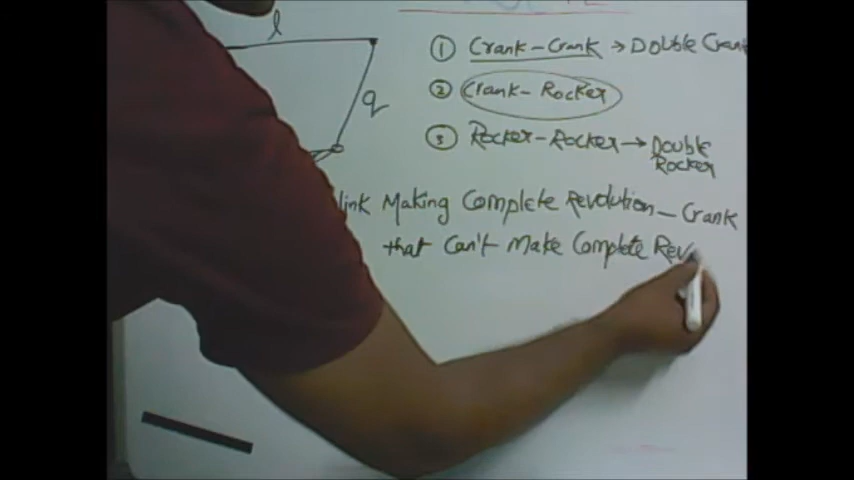 l
q
① Crank-Crank → Double Crank
② Crank-Rocker
③ Rocker-Rocker → Double
Rocker
link Making Complete Revolution - Crank
that Can't Make Complete Rev